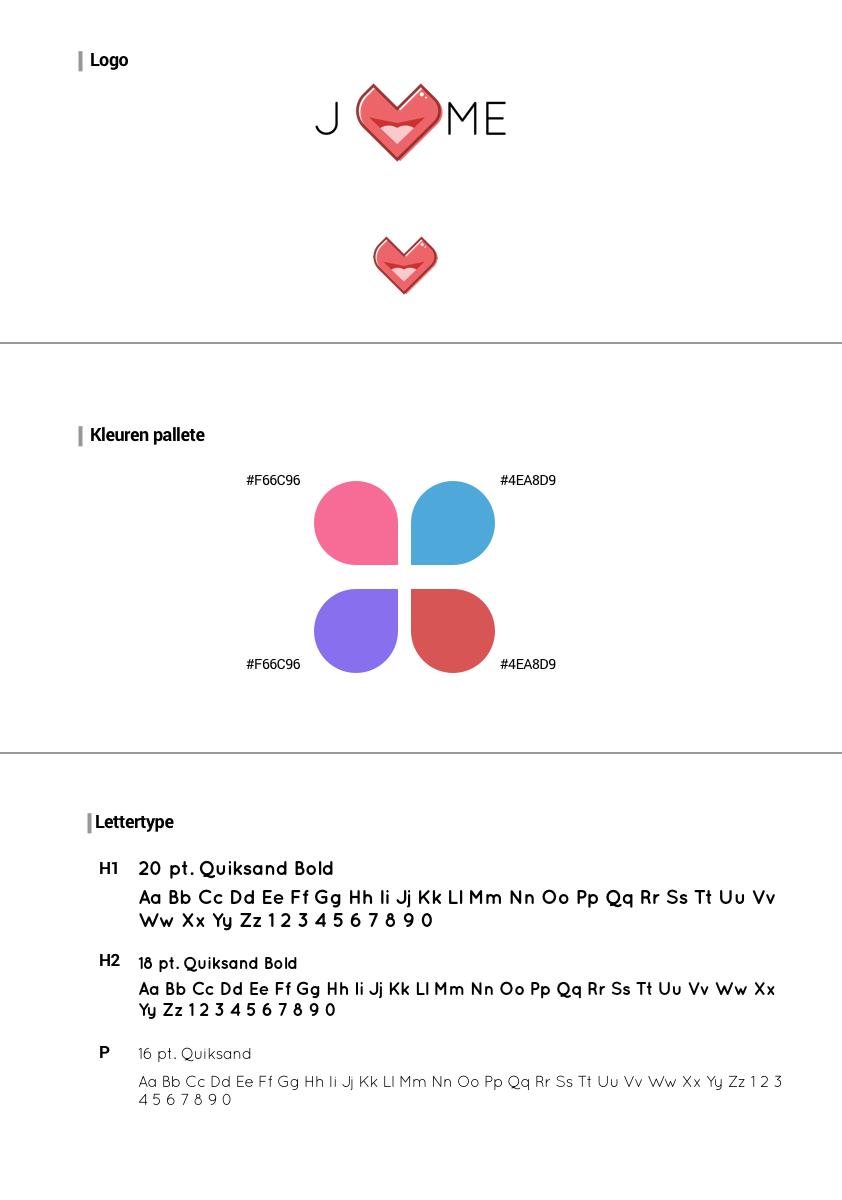 Logo
J ME
Kleuren pallete
#F66C96 #4EA8D9
#F66C96 #4EA8D9
Lettertype
H1 20 pt. Quiksand Bold
Aa Bb Cc Dd Ee Ff Gg Hh Ii Jj Kk Ll Mm Nn Oo Pp Qq Rr Ss Tt Uu Vv
Ww Xx Yy Zz 1 2 3 4 5 6 7 8 9 0
H2 18 pt. Quiksand Bold
Aa Bb Cc Dd Ee Ff Gg Hh Ii Jj Kk Ll Mm Nn Oo Pp Qq Rr Ss Tt Uu Vv Ww Xx
Yy Zz 1 2 3 4 5 6 7 8 9 0
P 16 pt. Quiksand
Aa Bb Cc Dd Ee Ff Gg Hh Ii Jj Kk Ll Mm Nn Oo Pp Qq Rr Ss Tt Uu Vv Ww Xx Yy Zz 1 2 3
4 5 6 7 8 9 0